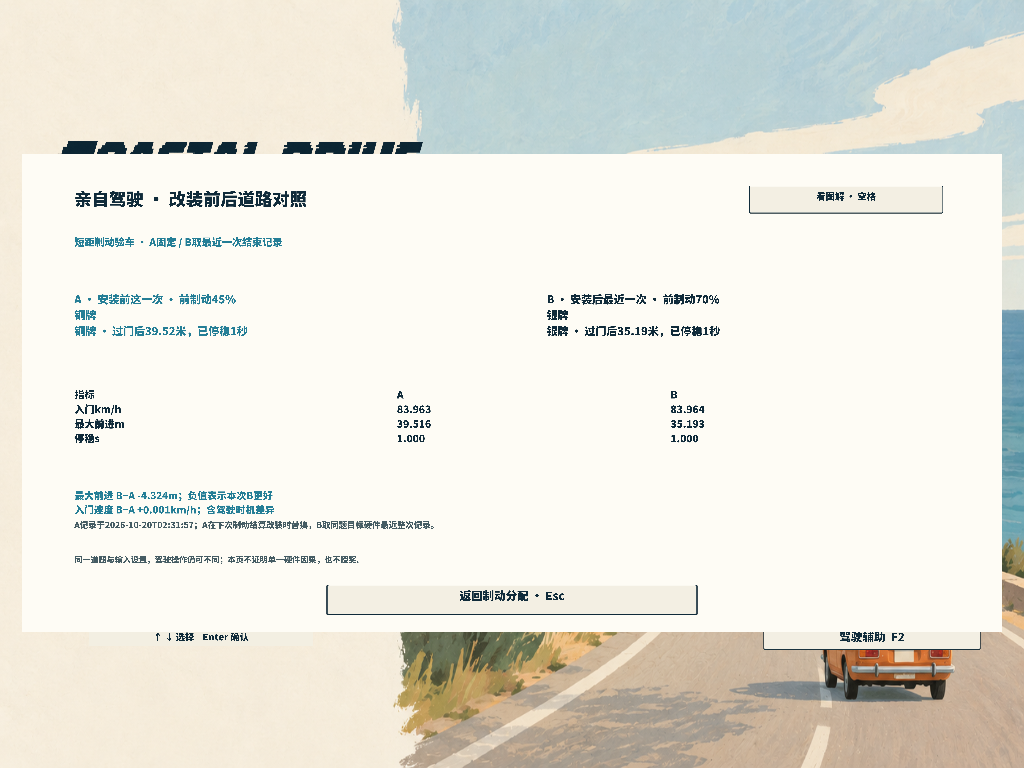 COASTAL DRIVE
亲自驾驶 · 改装前后道路对照
看图解 · 空格
短距制动验车 · A固定 / B取最近一次结束记录
A · 安装前这一次 · 前制动45%
铜牌
铜牌 · 过门后39.52米，已停稳1秒
B · 安装后最近一次 · 前制动70%
银牌
银牌 · 过门后35.19米，已停稳1秒
指标 A B
入门km/h 83.963 83.964
最大前进m 39.516 35.193
停稳s 1.000 1.000
最大前进 B−A -4.324m；负值表示本次B更好
入门速度 B−A +0.001km/h；含驾驶时机差异
A记录于2026-10-20T02:31:57；A在下次制动结算改装时替换，B取同题目标硬件最近整次记录。
同一道路与输入设置，驾驶操作仍可不同；本页不证明单一硬件因果，也不照奖。
返回制动分配 · Esc
↑ ↓ 选择 Enter 确认
驾驶辅助 F2